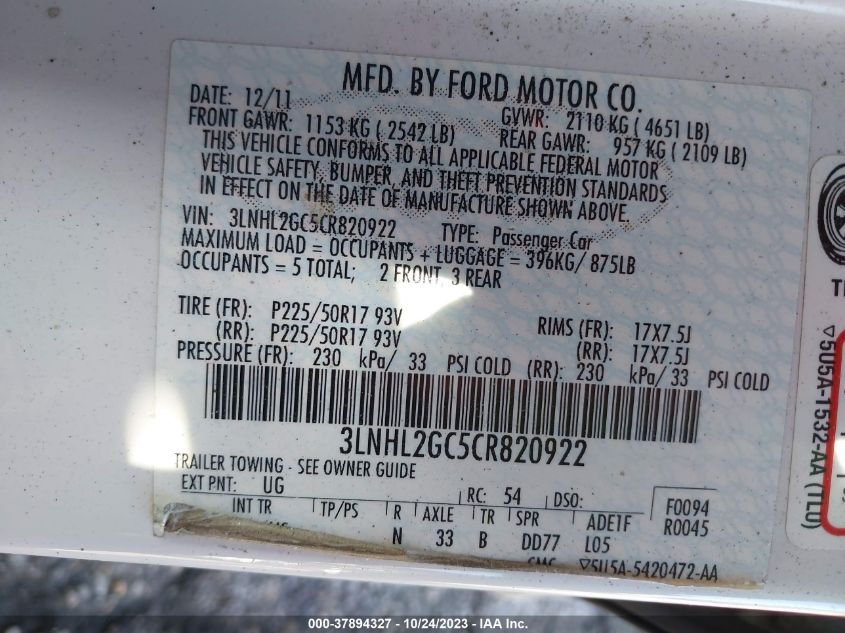 MFD. BY FORD MOTOR CO.
DATE: 12/11 GVWR: 2110 KG ( 4651 LB)
FRONT GAWR: 1153 KG ( 2542 LB) REAR GAWR: 957 KG ( 2109 LB)
THIS VEHICLE CONFORMS TO ALL APPLICABLE FEDERAL MOTOR
VEHICLE SAFETY, BUMPER, AND THEFT PREVENTION STANDARDS
IN EFFECT ON THE DATE OF MANUFACTURE SHOWN ABOVE.
VIN: 3LNHL2GC5CR820922 TYPE: Passenger Car
MAXIMUM LOAD = OCCUPANTS + LUGGAGE = 396KG/ 875LB
OCCUPANTS = 5 TOTAL; 2 FRONT, 3 REAR
TIRE (FR): P225/50R17 93V RIMS (FR): 17X7.5J
(RR): P225/50R17 93V (RR): 17X7.5J
PRESSURE (FR): 230 kPa/ 33 PSI COLD (RR): 230 kPa/ 33 PSI COLD
3LNHL2GC5CR820922
TRAILER TOWING - SEE OWNER GUIDE
EXT PNT: UG RC: 54 DSO: F0094
INT TR TP/PS R AXLE TR SPR ADETF R0045
N 33 B DD77 L05
▽5U5A-5420472-AA
▽5U5A-1532-AA (TLU)
000-37894327 - 10/24/2023 - IAA Inc.